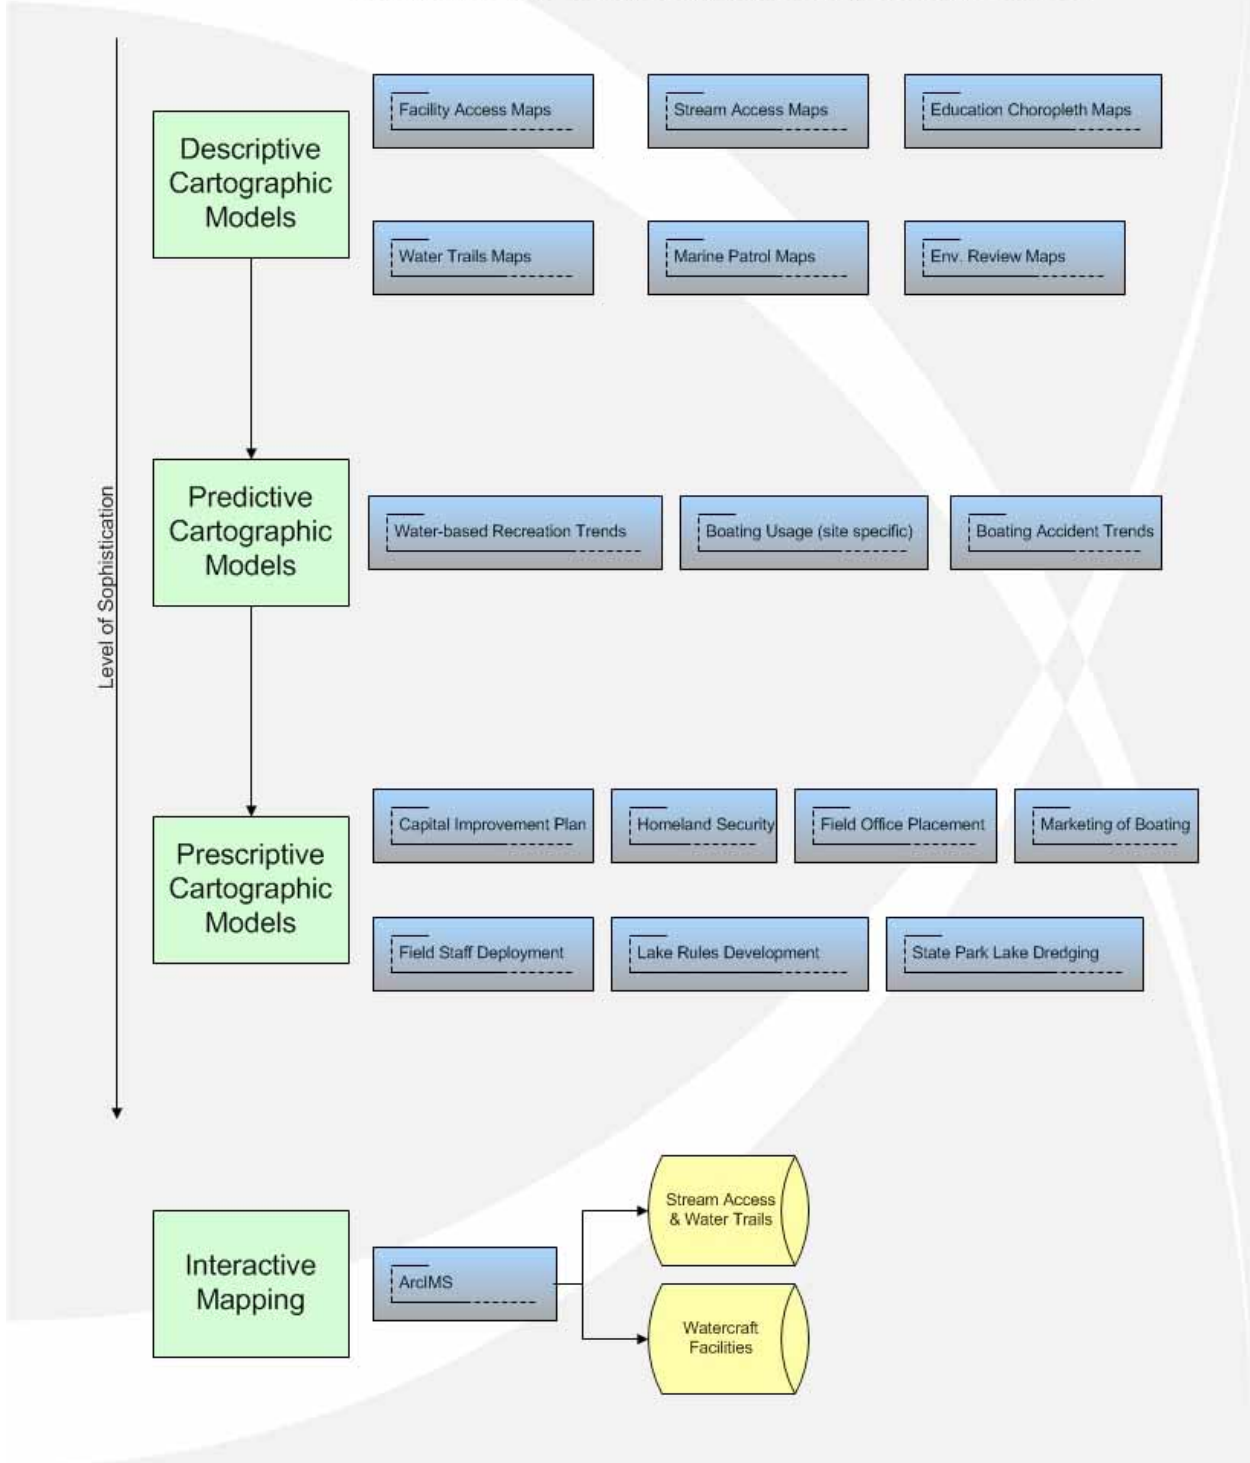 Descriptive
Cartographic
Models
Facility Access Maps
Stream Access Maps
Education Choropleth Maps
Water Trails Maps
Marine Patrol Maps
Env. Review Maps
Level of Sophistication
Predictive
Cartographic
Models
Water-based Recreation Trends
Boating Usage (site specific)
Boating Accident Trends
Prescriptive
Cartographic
Models
Capital Improvement Plan
Homeland Security
Field Office Placement
Marketing of Boating
Field Staff Deployment
Lake Rules Development
State Park Lake Dredging
Interactive
Mapping
ArcIMS
Stream Access
& Water Trails
Watercraft
Facilities